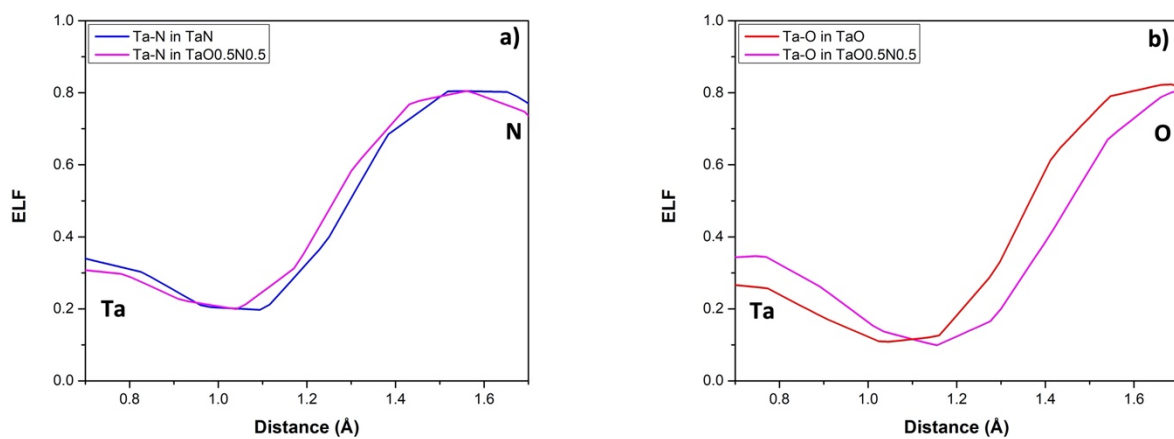 1.0
Ta-N in TaN
Ta-N in TaO0.5N0.5
a)
0.8
N
0.6
ELF
0.4
Ta
0.2
0.0
0.8 1.0 1.2 1.4 1.6
Distance (Å)
1.0
Ta-O in TaO
Ta-O in TaO0.5N0.5
b)
0.8
O
0.6
ELF
0.4
Ta
0.2
0.0
0.8 1.0 1.2 1.4 1.6
Distance (Å)